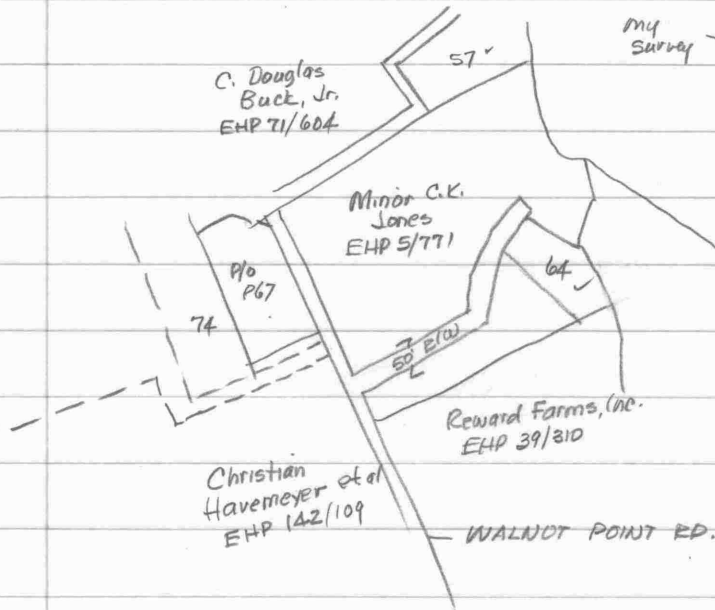 my
survey
57
C. Douglas
Buck, Jr.
EHP 71/604
Minor C.K.
Jones
EHP 5/771
P/o
P67
64
74
50' R/W
Reward Farms, Inc.
EHP 39/310
Christian
Havemeyer et al
EHP 142/109
WALNUT POINT RD.